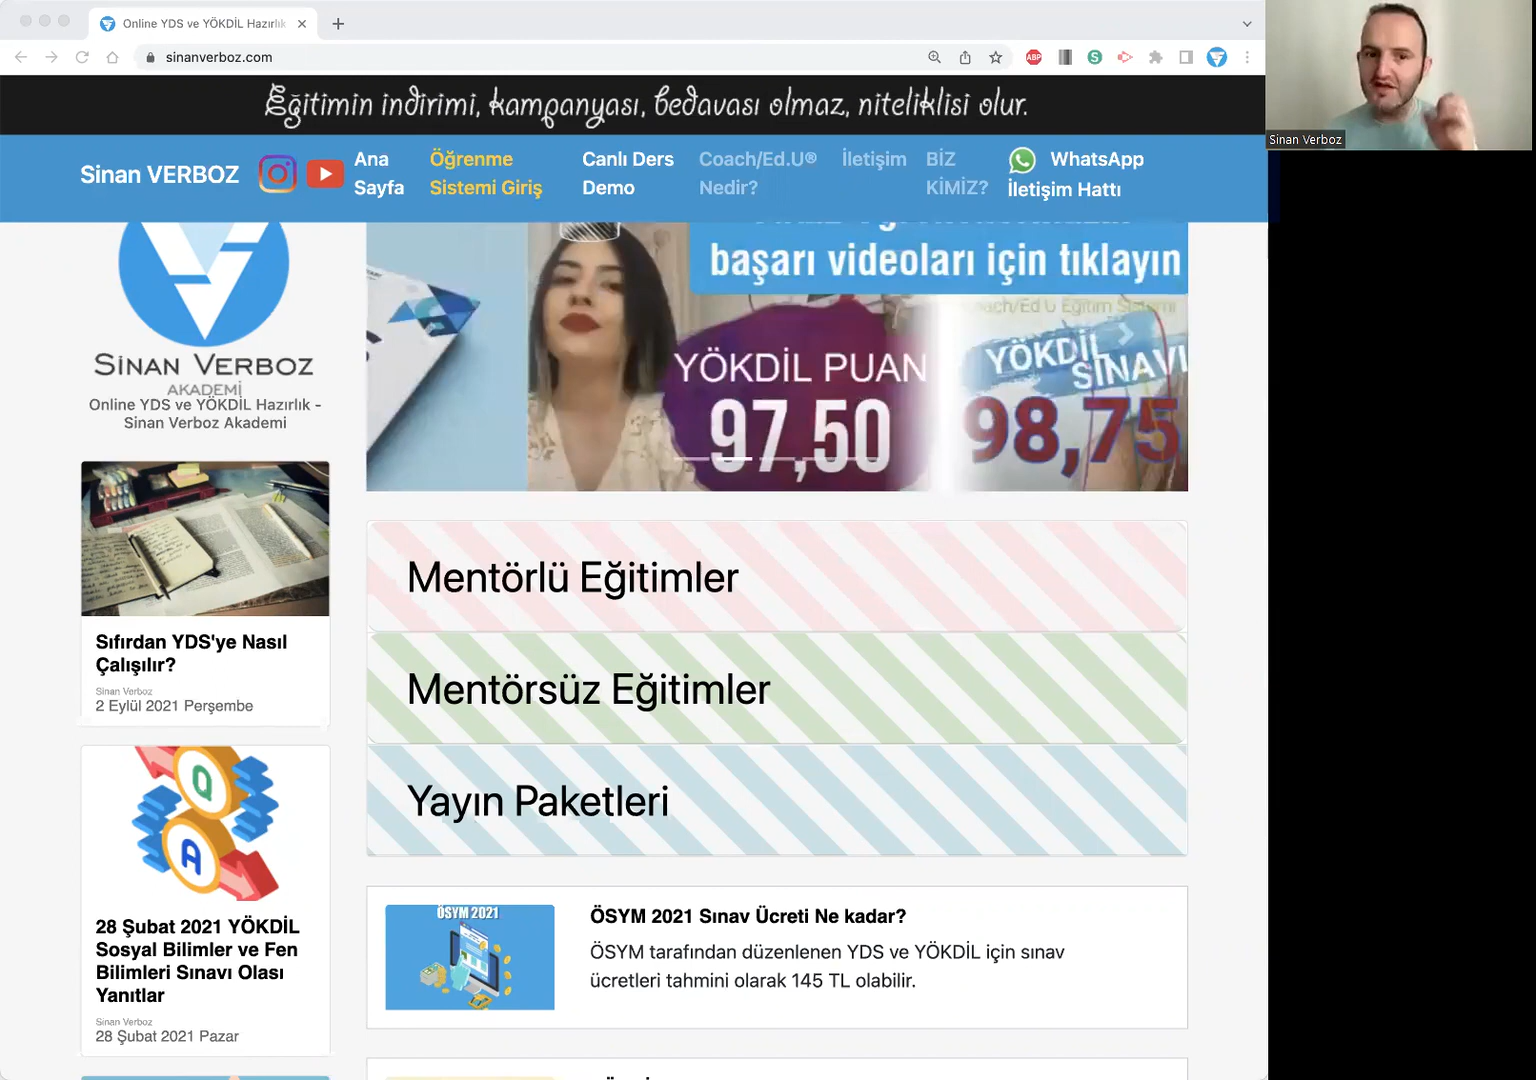 Online YDS ve YÖKDİL Hazırlık
sinanverboz.com
ABP
S
Eğitimin indirimi, kampanyası, bedavası olmaz, niteliklisi olur.
Sinan VERBOZ
Ana
Sayfa
Öğrenme
Sistemi Giriş
Canlı Ders
Demo
Coach/Ed.U®
Nedir?
İletişim
BİZ
KİMİZ?
WhatsApp
İletişim Hattı
Sinan Verboz
başarı videoları için tıklayın
Coach/Ed U Eğitim Sistemi
YÖKDİL PUAN
97,50
YÖKDİL
SINAVI
98,75
SİNAN VERBOZ
AKADEMİ
Online YDS ve YÖKDİL Hazırlık -
Sinan Verboz Akademi
Sıfırdan YDS'ye Nasıl
Çalışılır?
Sinan Verboz
2 Eylül 2021 Perşembe
Q
A
28 Şubat 2021 YÖKDİL
Sosyal Bilimler ve Fen
Bilimleri Sınavı Olası
Yanıtlar
Sinan Verboz
28 Şubat 2021 Pazar
Mentörlü Eğitimler
Mentörsüz Eğitimler
Yayın Paketleri
ÖSYM 2021
ÖSYM 2021 Sınav Ücreti Ne kadar?
ÖSYM tarafından düzenlenen YDS ve YÖKDİL için sınav
ücretleri tahmini olarak 145 TL olabilir.